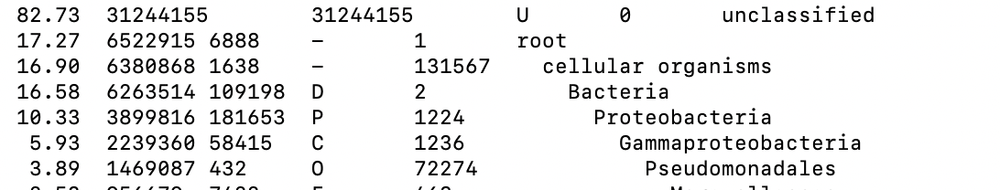 82.73 31244155 31244155 U 0 unclassified
17.27 6522915 6888 – 1 root
16.90 6380868 1638 – 131567 cellular organisms
16.58 6263514 109198 D 2 Bacteria
10.33 3899816 181653 P 1224 Proteobacteria
5.93 2239360 58415 C 1236 Gammaproteobacteria
3.89 1469087 432 O 72274 Pseudomonadales